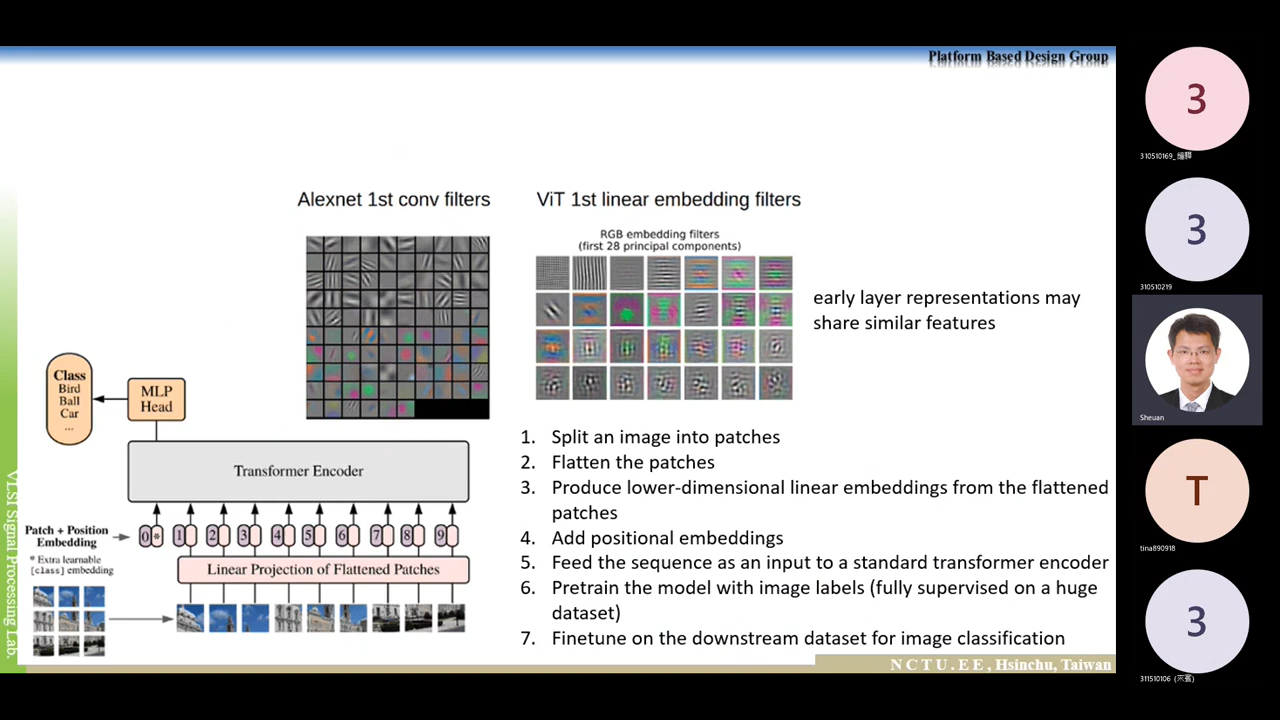 Platform Based Design Group
Alexnet 1st conv filters
ViT 1st linear embedding filters
RGB embedding filters
(first 28 principal components)
early layer representations may
share similar features
Class
Bird
Ball
Car
...
MLP
Head
Transformer Encoder
Patch + Position
Embedding
0 * 1 2 3 4 5 6 7 8 9
* Extra learnable
[class] embedding
Linear Projection of Flattened Patches
1. Split an image into patches
2. Flatten the patches
3. Produce lower-dimensional linear embeddings from the flattened
patches
4. Add positional embeddings
5. Feed the sequence as an input to a standard transformer encoder
6. Pretrain the model with image labels (fully supervised on a huge
dataset)
7. Finetune on the downstream dataset for image classification
VLSI Signal Processing Lab.
N C T U . E E , Hsinchu, Taiwan
3
310510169_
3
310510219
Sheuan
T
tina890918
3
311510106